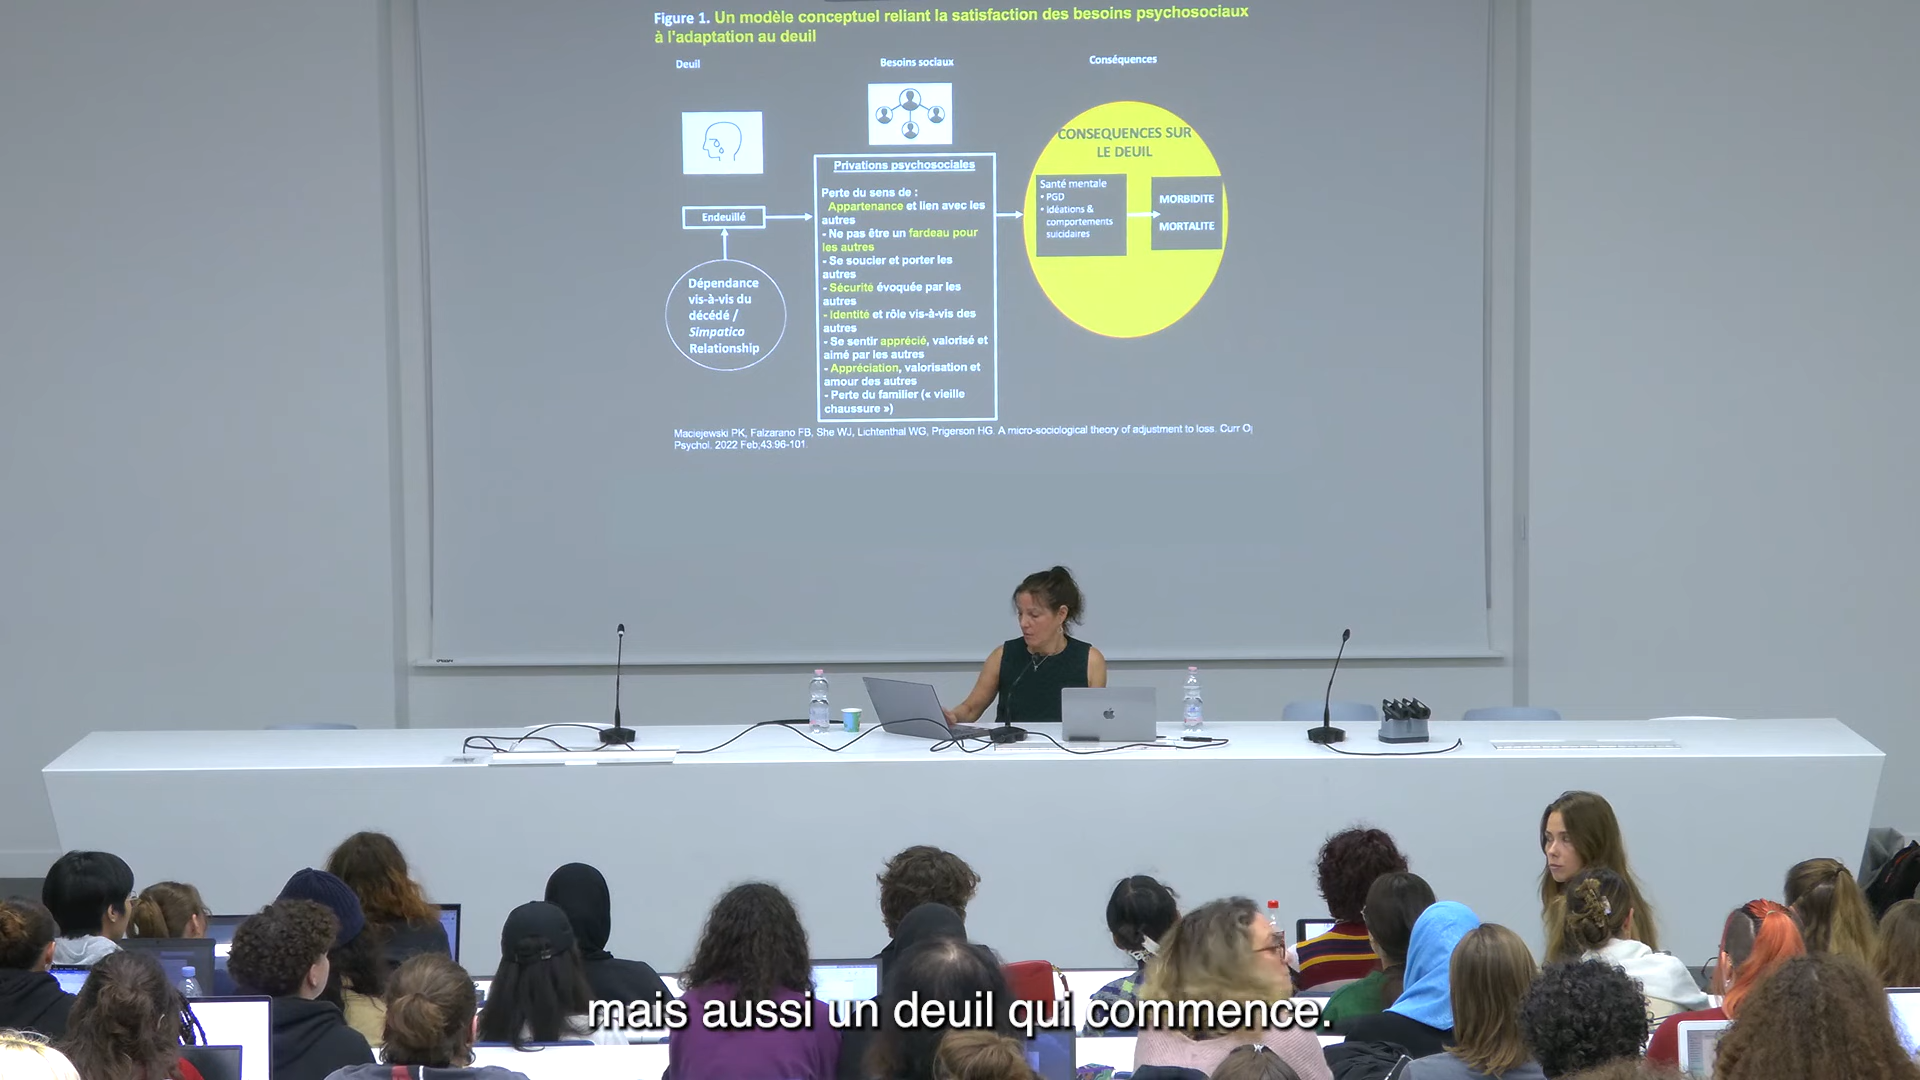 Figure 1. Un modèle conceptuel reliant la satisfaction des besoins psychosociaux
à l'adaptation au deuil
Deuil
Besoins sociaux
Conséquences
Endeuillé
Dépendance
vis-à-vis du
décédé /
Simpatico
Relationship
Privations psychosociales
Perte du sens de :
Appartenance et lien avec les
autres
- Ne pas être un fardeau pour
les autres
- Se soucier et porter les
autres
- Sécurité évoquée par les
autres
- Identité et rôle vis-à-vis des
autres
- Se sentir apprécié, valorisé et
aimé par les autres
- Appréciation, valorisation et
amour des autres
- Perte du familier (« vieille
chaussure »)
CONSEQUENCES SUR
LE DEUIL
Santé mentale
• PGD
• Idéations &
comportements
suicidaires
MORBIDITE
MORTALITE
Maciejewski PK, Falzarano FB, She WJ, Lichtenthal WG, Prigerson HG. A micro-sociological theory of adjustment to loss. Curr O
Psychol. 2022 Feb;43:96-101.
mais aussi un deuil qui commence.